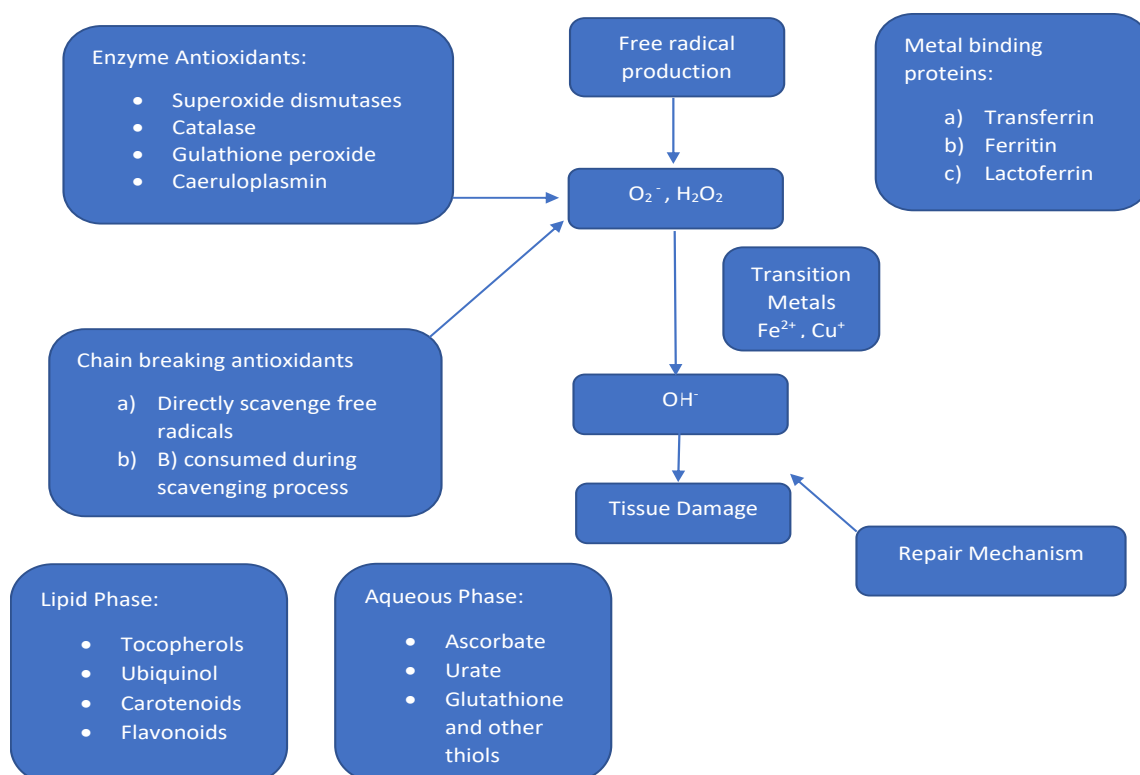 Enzyme Antioxidants:
• Superoxide dismutases
• Catalase
• Gulathione peroxide
• Caeruloplasmin
Free radical
production
Metal binding
proteins:
a) Transferrin
b) Ferritin
c) Lactoferrin
O₂⁻ , H₂O₂
Transition
Metals
Fe²⁺ , Cu⁺
Chain breaking antioxidants
a) Directly scavenge free
radicals
b) B) consumed during
scavenging process
OH⁻
Tissue Damage
Repair Mechanism
Lipid Phase:
• Tocopherols
• Ubiquinol
• Carotenoids
• Flavonoids
Aqueous Phase:
• Ascorbate
• Urate
• Glutathione
and other
thiols